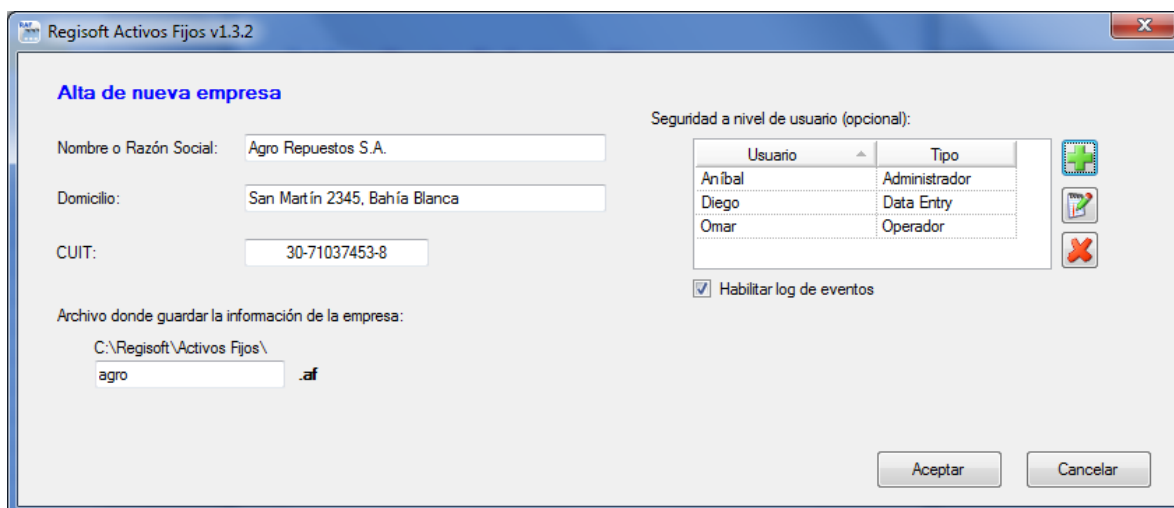 Regisoft Activos Fijos v1.3.2
Alta de nueva empresa
Nombre o Razón Social: Agro Repuestos S.A.
Domicilio: San Martín 2345, Bahía Blanca
CUIT: 30-71037453-8
Archivo donde guardar la información de la empresa:
C:\Regisoft\Activos Fijos\
agro .af
Seguridad a nivel de usuario (opcional):
Usuario Tipo
Aníbal Administrador
Diego Data Entry
Omar Operador
Habilitar log de eventos
Aceptar Cancelar